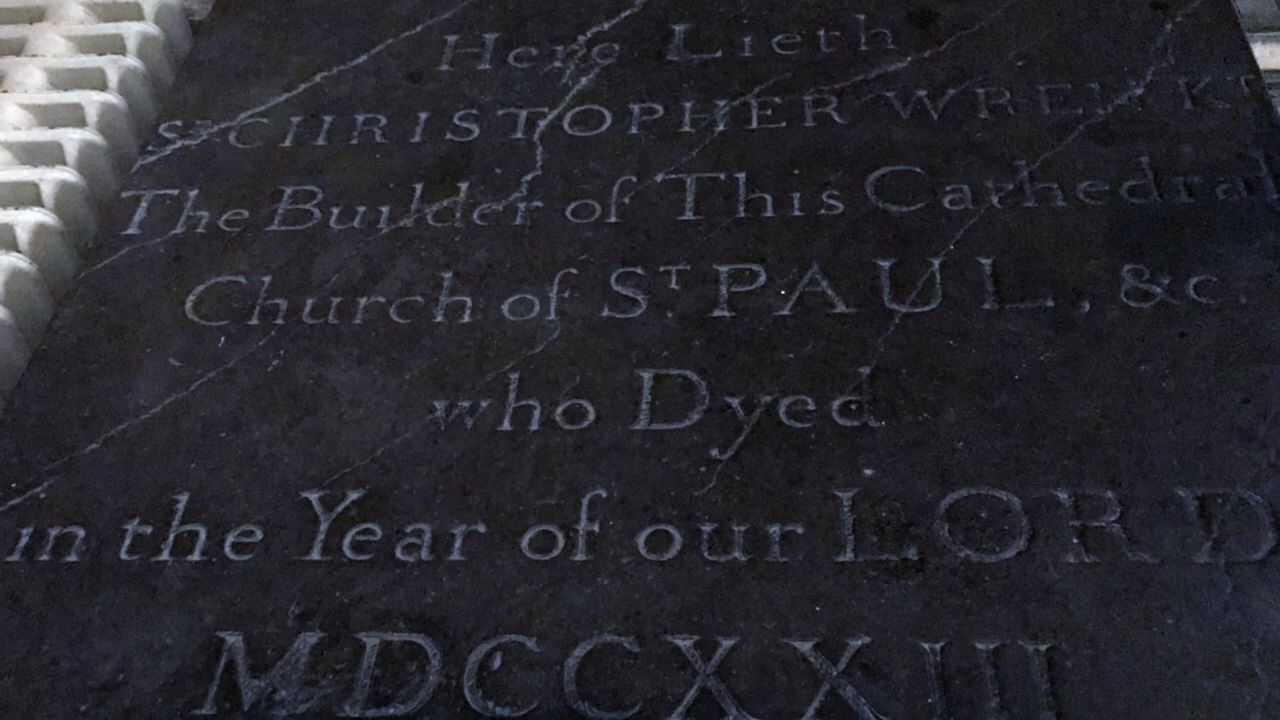 Here Lieth
Sr. CHRISTOPHER WREN Kt
The Builder of This Cathedral
Church of St. PAUL, &c.
who Dyed
in the Year of our LORD
MDCCXXIII